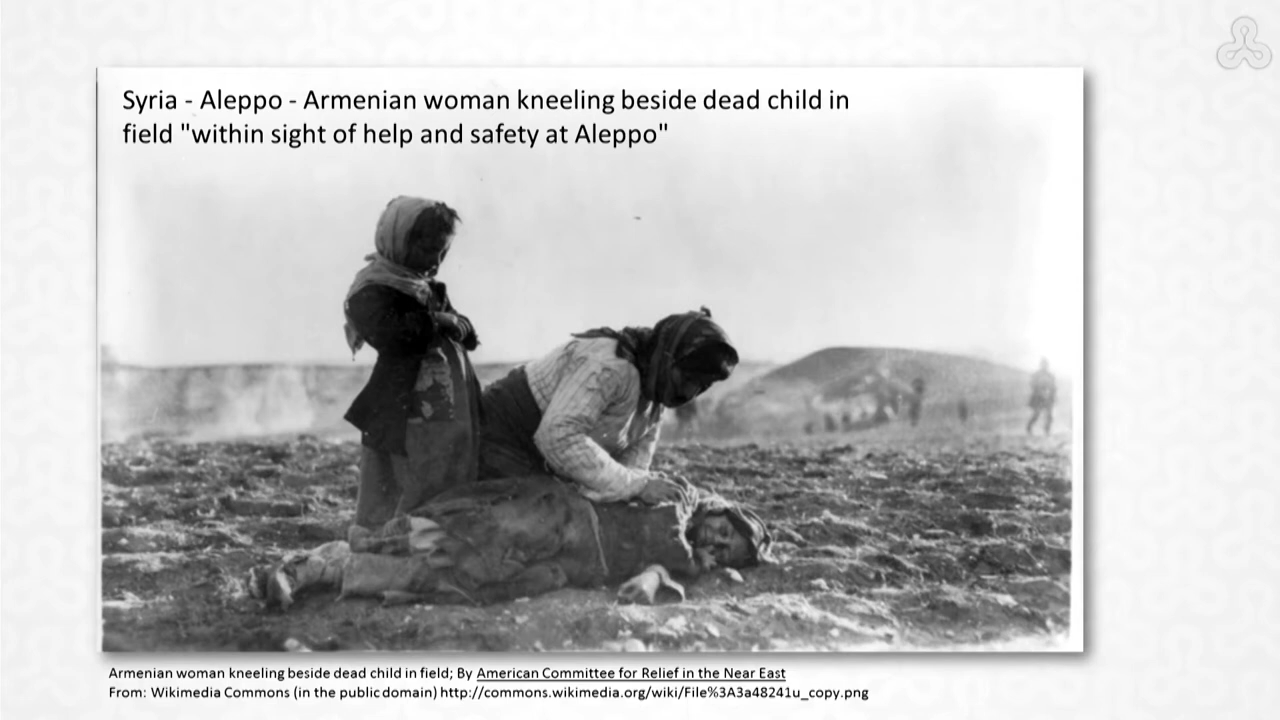 Syria - Aleppo - Armenian woman kneeling beside dead child in
field "within sight of help and safety at Aleppo"
Armenian woman kneeling beside dead child in field; By American Committee for Relief in the Near East
From: Wikimedia Commons (in the public domain) http://commons.wikimedia.org/wiki/File%3A3a48241u_copy.png